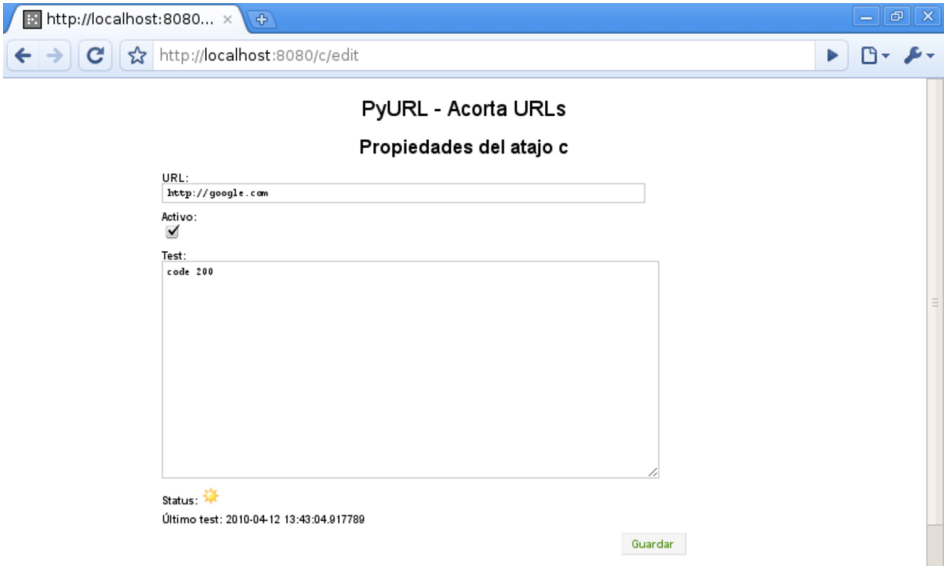 http://localhost:8080...
http://localhost:8080/c/edit
PyURL - Acorta URLs
Propiedades del atajo c
URL:
http://google.com
Activo:
Test:
code 200
Status:
Último test: 2010-04-12 13:43:04.917789
Guardar